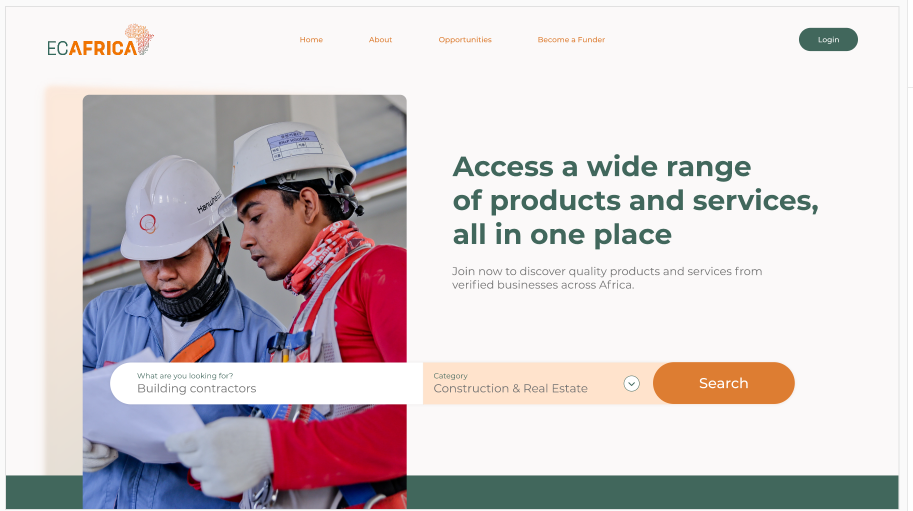 ECAFRICA
Home
About
Opportunities
Become a Funder
Login
Access a wide range
of products and services,
all in one place
Join now to discover quality products and services from
verified businesses across Africa.
What are you looking for?
Building contractors
Category
Construction & Real Estate
Search